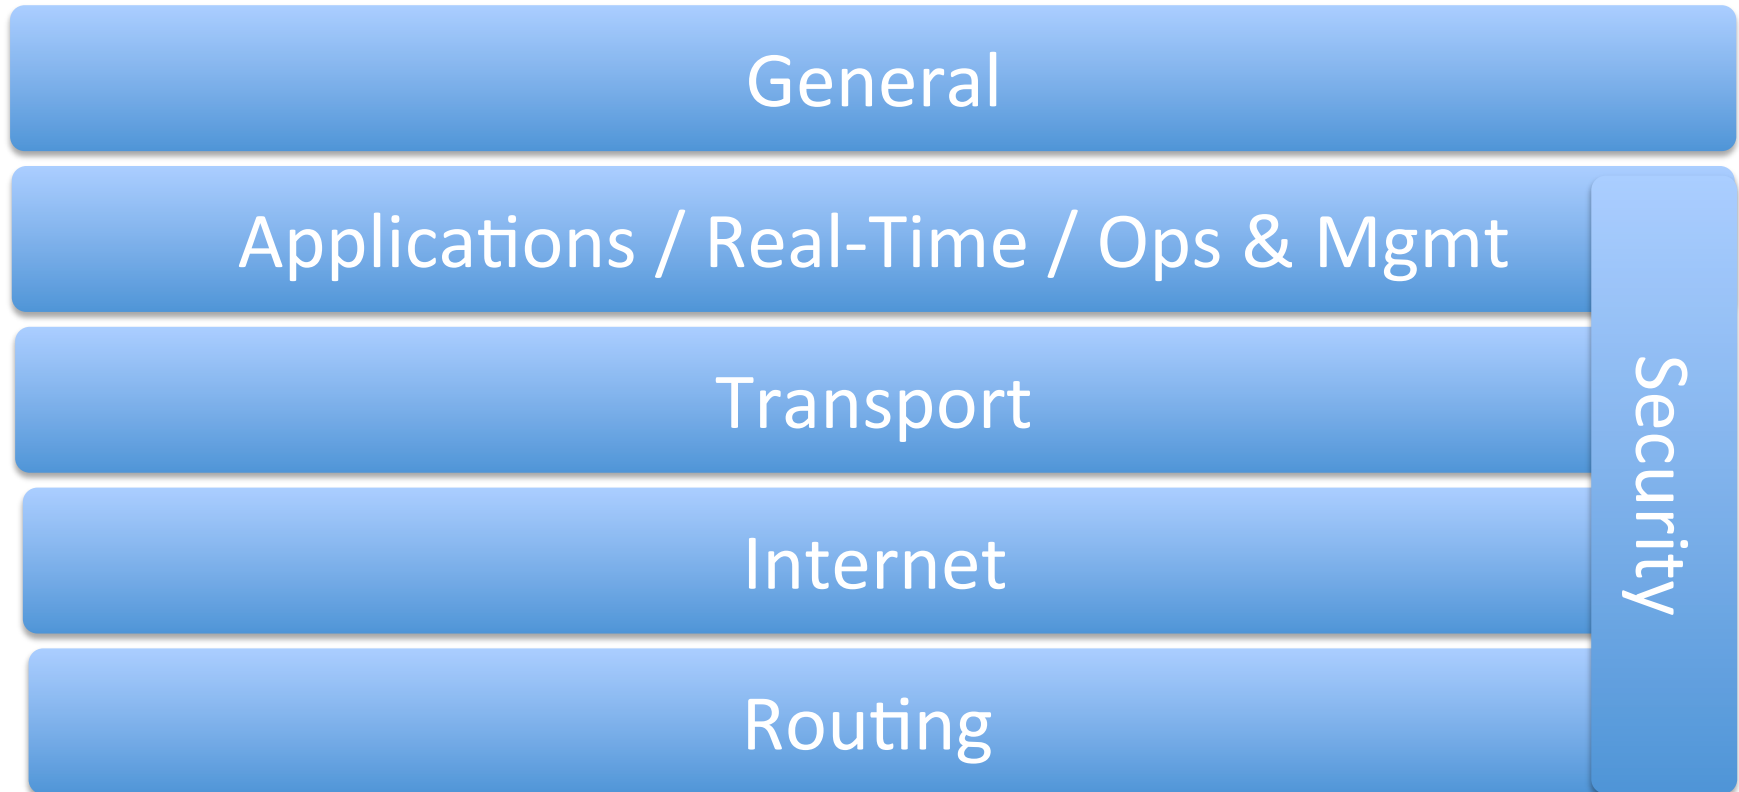 General
Applications / Real-Time / Ops & Mgmt
Transport
Internet
Routing
Security